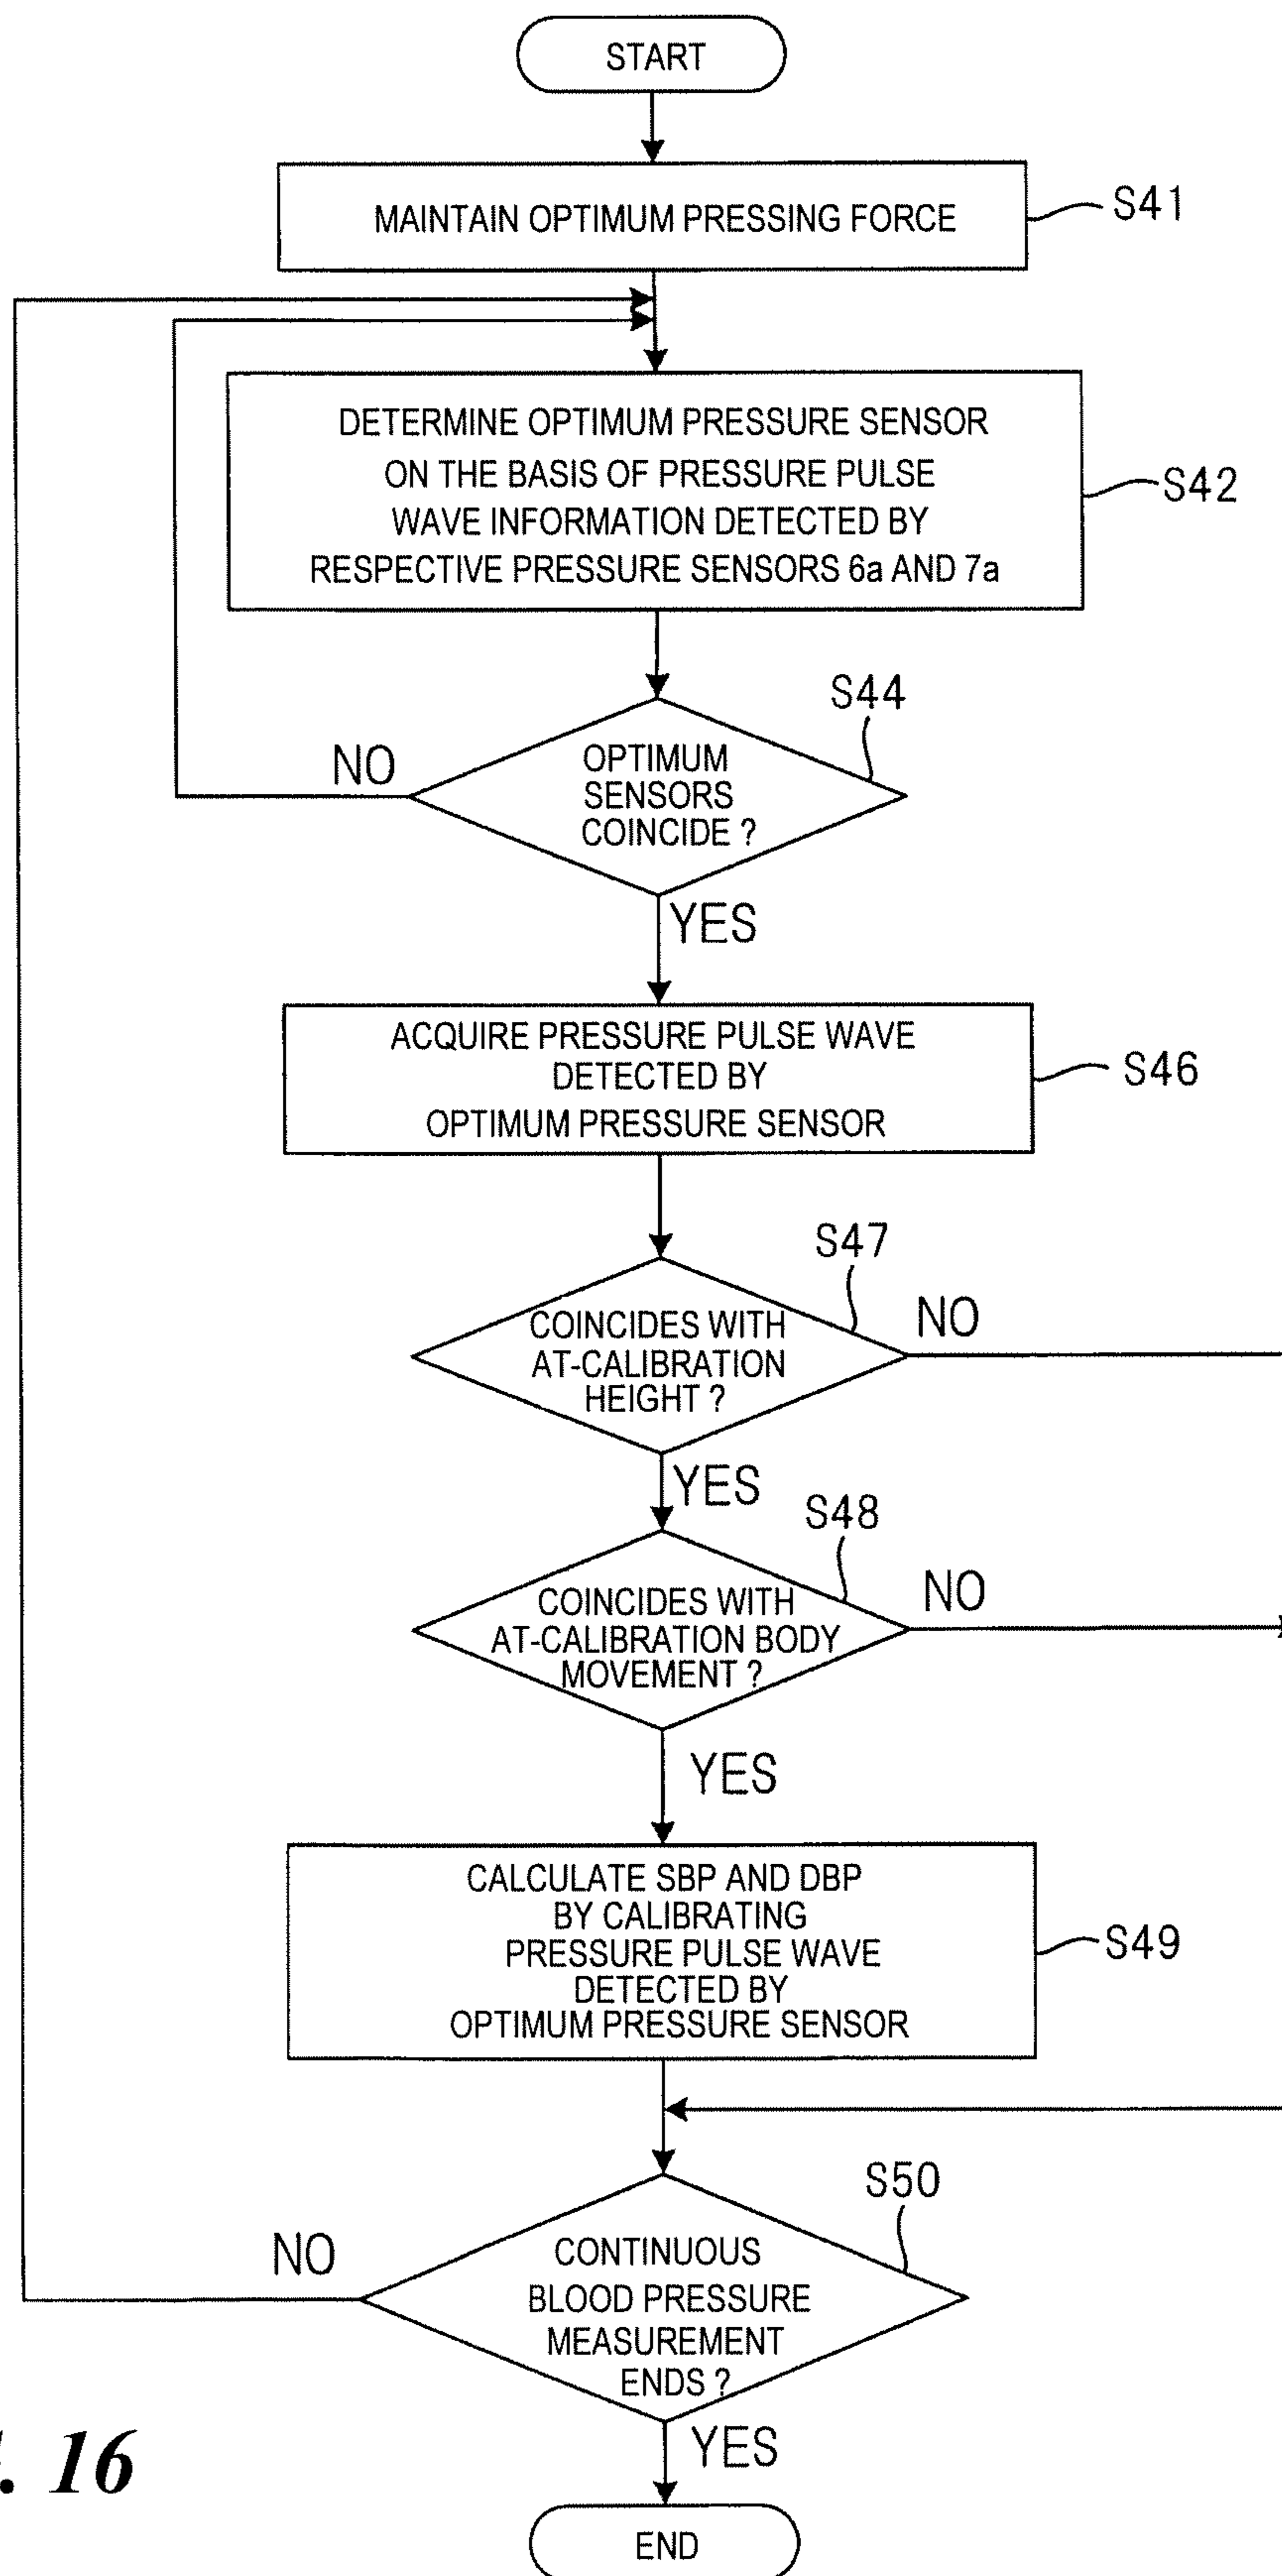 START
MAINTAIN OPTIMUM PRESSING FORCE
S41
DETERMINE OPTIMUM PRESSURE SENSOR
ON THE BASIS OF PRESSURE PULSE
WAVE INFORMATION DETECTED BY
RESPECTIVE PRESSURE SENSORS 6a AND 7a
S42
S44
NO
OPTIMUM
SENSORS
COINCIDE ?
YES
ACQUIRE PRESSURE PULSE WAVE
DETECTED BY
OPTIMUM PRESSURE SENSOR
S46
S47
NO
COINCIDES WITH
AT-CALIBRATION
HEIGHT ?
YES
S48
NO
COINCIDES WITH
AT-CALIBRATION BODY
MOVEMENT ?
YES
CALCULATE SBP AND DBP
BY CALIBRATING
PRESSURE PULSE WAVE
DETECTED BY
OPTIMUM PRESSURE SENSOR
S49
S50
NO
CONTINUOUS
BLOOD PRESSURE
MEASUREMENT
ENDS ?
YES
. 16
END